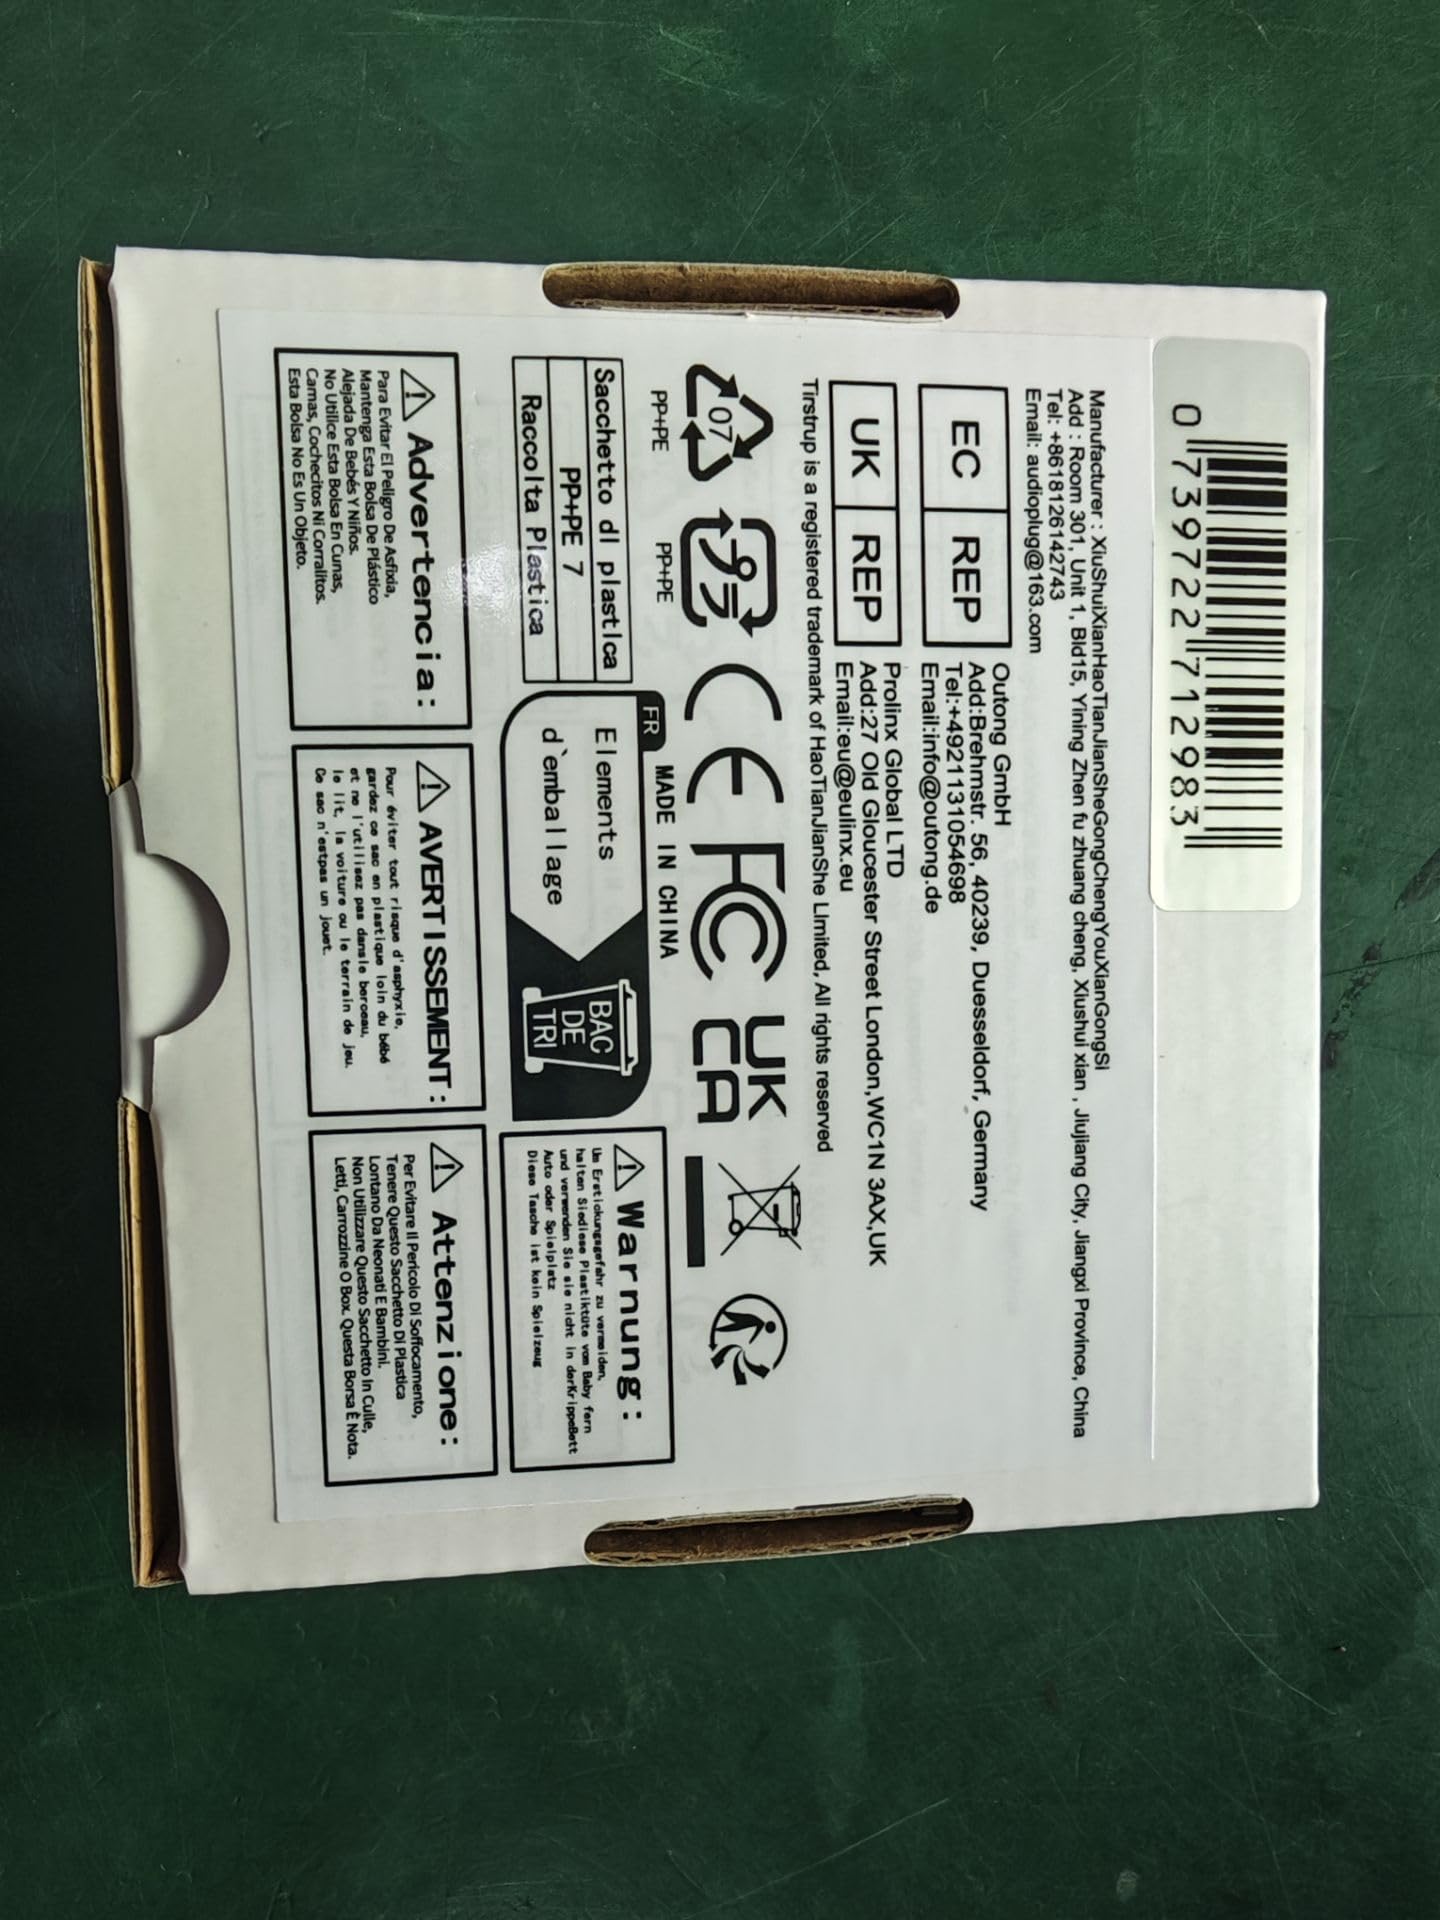 0 73972271298 3
Manufacturer : XiuShuiXianHaoTianJianSheGongChengYouXianGongSI
Add : Room 301, Unit 1, Bld15, Yining Zhen fu zhuang cheng, Xiushui xian , Jiujiang City, Jiangxi Province, China
Tel: +8618126142743
Email: audioplug@163.com
EC REP
Outong GmbH
Add:Brehmstr. 56, 40239, Duesseldorf, Germany
Tel:+4921131054698
Email:info@outong.de
UK REP
Prolinx Global LTD
Add:27 Old Gloucester Street London,WC1N 3AX,UK
Email:eu@eulinx.eu
Tirstrup is a registered trademark of HaoTianJianShe LImited, All rights reserved
07
PP+PE
PP+PE
CE FC UK
CA
MADE IN CHINA
Sacchetto dI plastIca
PP+PE 7
Raccolta Plastica
FR
Elements
d`emballage
BAC
DE
TRI
⚠ Warnung:
Um Erstickungsgefahr zu vermeiden,
halten Siediese Plastiktüte vom Baby fern
und verwenden Sie sie nicht in derKrippeBett
Auto oder Spielplatz
Diese Tasche ist kein Spielzeug
⚠ Advertencia:
Para Evitar El Peligro De Asfixia,
Mantenga Esta Bolsa De Plástico
Alejada De Bebés Y Niños.
No Utilice Esta Bolsa En Cunas,
Camas, Cochecitos Ni Corralitos.
Esta Bolsa No Es Un Objeto.
⚠ AVERTISSEMENT:
Pour éviter tout risque d'asphyxie,
gardez ce sac en plastique loin du bébé
et ne l'utilisez pas dansle berceau,
le lit, la voiture ou le terrain de jeu.
Ce sac n'estpas un jouet.
⚠ Attenzione:
Per Evitare Il Pericolo Di Soffocamento,
Tenere Questo Sacchetto Di Plastica
Lontano Da Neonati E Bambini.
Non Utilizzare Questo Sacchetto In Culle,
Letti, Carrozzine O Box. Questa Borsa È Nota.